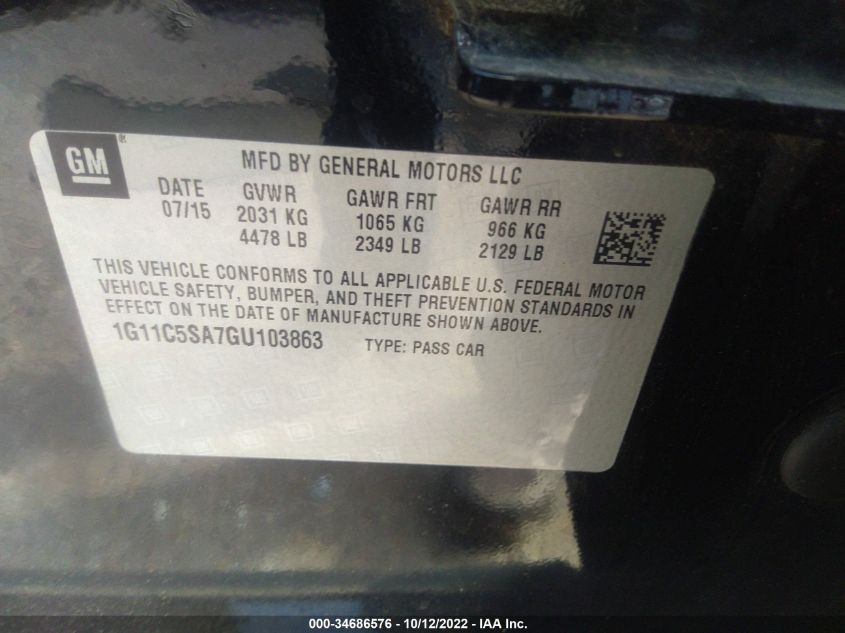 GM ®
MFD BY GENERAL MOTORS LLC
DATE GVWR GAWR FRT GAWR RR
07/15 2031 KG 1065 KG 966 KG
4478 LB 2349 LB 2129 LB
THIS VEHICLE CONFORMS TO ALL APPLICABLE U.S. FEDERAL MOTOR
VEHICLE SAFETY, BUMPER, AND THEFT PREVENTION STANDARDS IN
EFFECT ON THE DATE OF MANUFACTURE SHOWN ABOVE.
1G11C5SA7GU103863 TYPE: PASS CAR
000-34686576 - 10/12/2022 - IAA Inc.